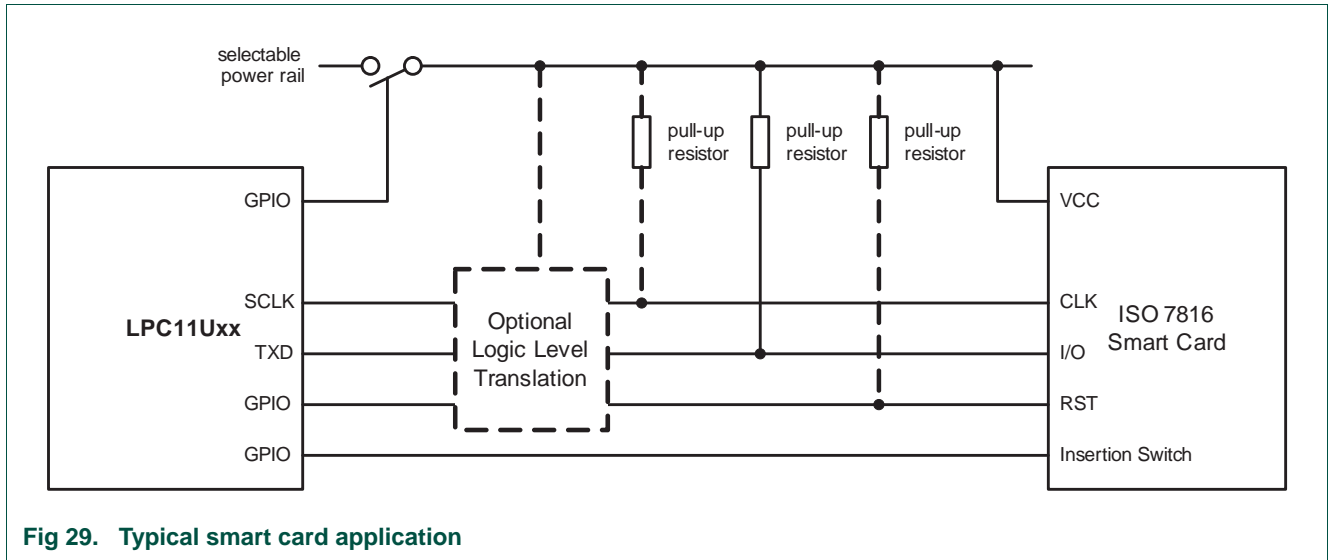 selectable
power rail
pull-up
resistor
pull-up
resistor
pull-up
resistor
GPIO
VCC
SCLK
CLK
LPC11Uxx
Optional
Logic Level
Translation
ISO 7816
Smart Card
TXD
I/O
GPIO
RST
GPIO
Insertion Switch
Fig 29. Typical smart card application